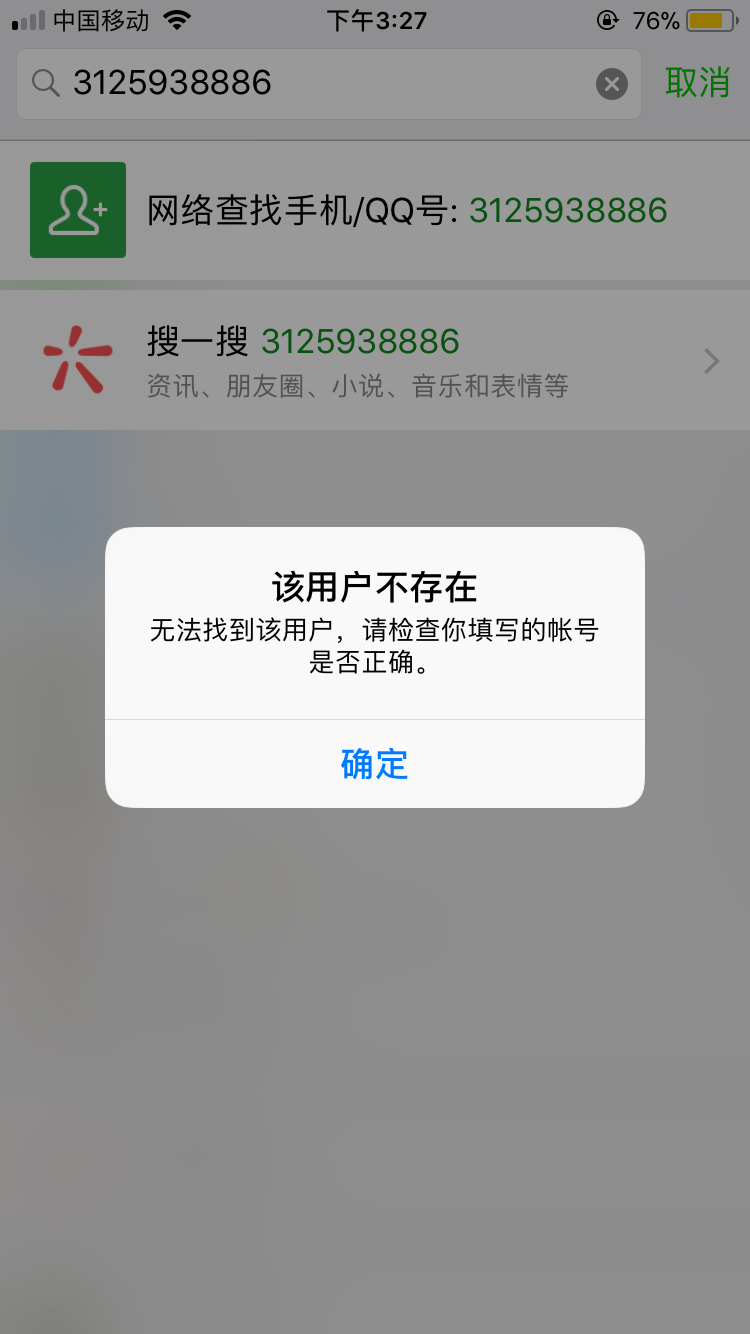 中国移动 下午3:27 76%
3125938886 取消
网络查找手机/QQ号: 3125938886
搜一搜 3125938886
资讯、朋友圈、小说、音乐和表情等
该用户不存在
无法找到该用户，请检查你填写的帐号
是否正确。
确定